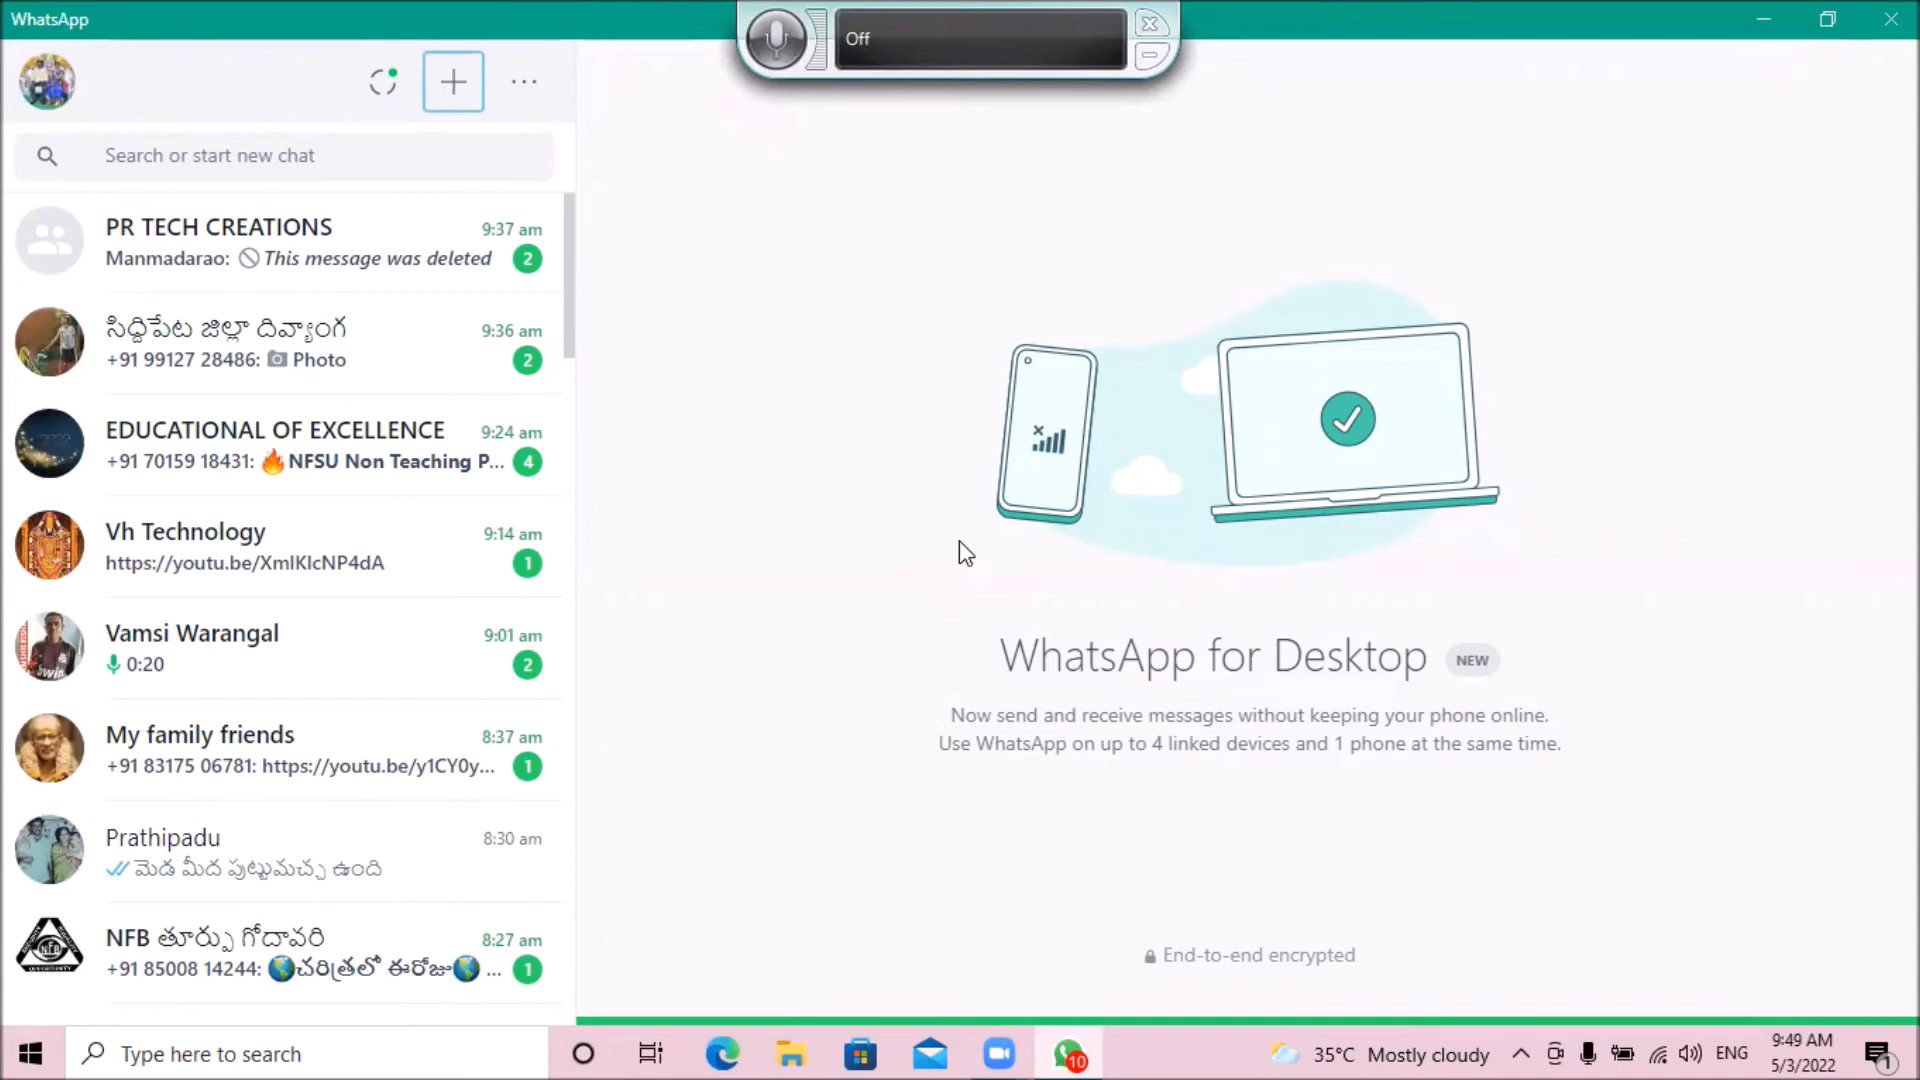 WhatsApp
Off
Search or start new chat
PR TECH CREATIONS 9:37 am
Manmadarao: This message was deleted 2
సిద్దిపేట జిల్లా దివ్యాంగ 9:36 am
+91 99127 28486: Photo 2
EDUCATIONAL OF EXCELLENCE 9:24 am
+91 70159 18431: 🔥NFSU Non Teaching P... 4
Vh Technology 9:14 am
https://youtu.be/XmlKIcNP4dA 1
Vamsi Warangal 9:01 am
0:20 2
My family friends 8:37 am
+91 83175 06781: https://youtu.be/y1CY0y... 1
Prathipadu 8:30 am
మెడ మీద పుట్టుమచ్చ ఉంది
NFB తూర్పు గోదావరి 8:27 am
+91 85008 14244: 🌎చరిత్రలో ఈరోజు🌎 ... 1
WhatsApp for Desktop NEW
Now send and receive messages without keeping your phone online.
Use WhatsApp on up to 4 linked devices and 1 phone at the same time.
End-to-end encrypted
Type here to search
10
35°C Mostly cloudy
ENG
9:49 AM
5/3/2022
1